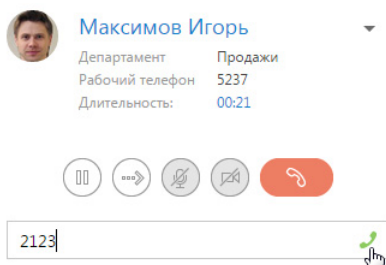 Максимов Игорь
Департамент Продажи
Рабочий телефон 5237
Длительность: 00:21
2123